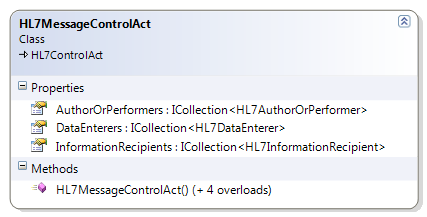 HL7MessageControlAct
Class
HL7ControlAct
Properties
AuthorOrPerformers : ICollection<HL7AuthorOrPerformer>
DataEnterers : ICollection<HL7DataEnterer>
InformationRecipients : ICollection<HL7InformationRecipient>
Methods
HL7MessageControlAct() (+ 4 overloads)